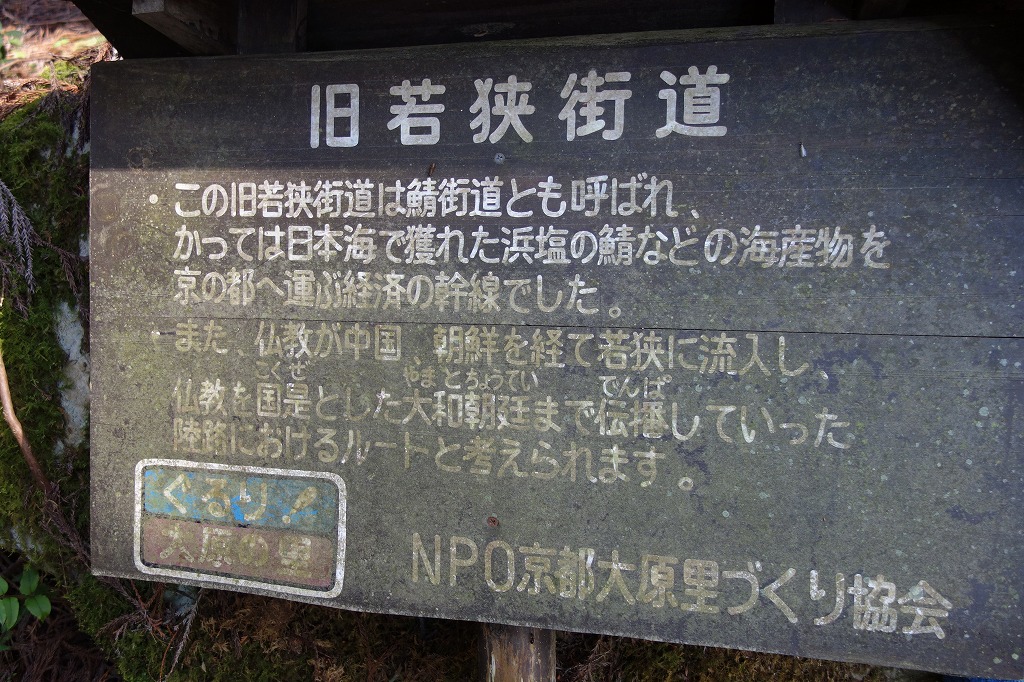 旧若狭街道
・この旧若狭街道は鯖街道とも呼ばれ、
かっては日本海で獲れた浜塩の鯖などの海産物を
京の都へ運ぶ経済の幹線でした。
・また、仏教が中国、朝鮮を経て若狭に流入し、
こくぜ やまとちょうてい でんぱ
仏教を国是とした大和朝廷まで伝播していった
陸路におけるルートと考えられます。
ぐるり!
大原の里
NPO京都大原里づくり協会